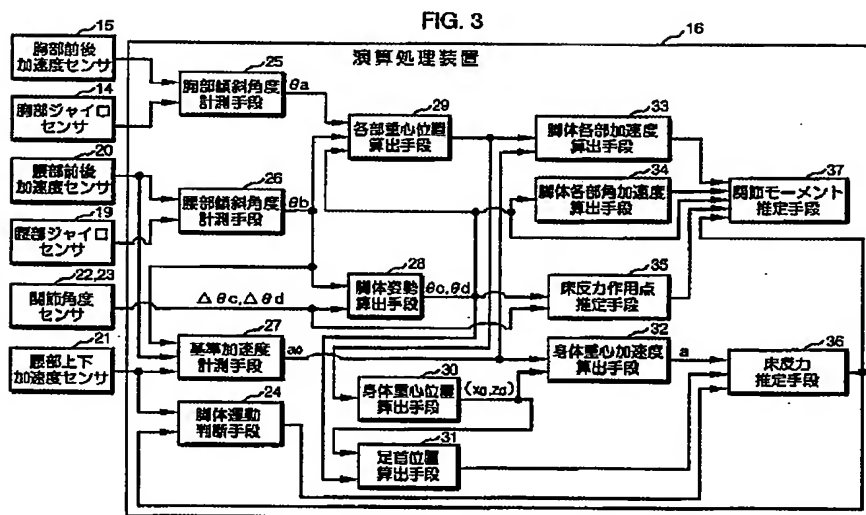 FIG. 3
15
胸部前後
加速度センサ
14
胸部ジャイロ
センサ
20
腰部前後
加速度センサ
19
腰部ジャイロ
センサ
22,23
関節角度
センサ
21
腰部上下
加速度センサ
16
演算処理装置
25
胸部傾斜角度
計測手段
θa
26
腰部傾斜角度
計測手段
θb
△θc,△θd
27
基準加速度
計測手段
a₀
24
脚体運動
判断手段
29
各部重心位置
算出手段
28
脚体姿勢
算出手段
θc,θd
30
身体重心位置
算出手段
(x₀,z₀)
31
足首位置
算出手段
33
脚体各部加速度
算出手段
34
脚体各部角加速度
算出手段
35
床反力作用点
推定手段
32
身体重心加速度
算出手段
a
37
関節モーメント
推定手段
36
床反力
推定手段